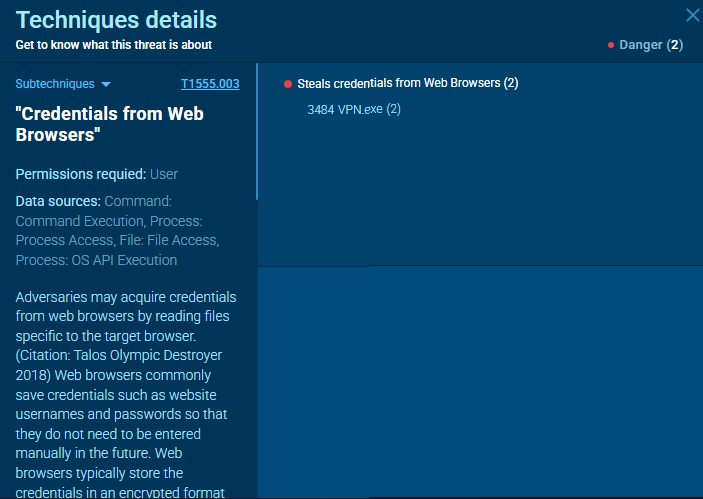 Techniques details
Get to know what this threat is about
Danger (2)
Subtechniques
T1555.003
"Credentials from Web
Browsers"
Permissions requied: User
Data sources: Command:
Command Execution, Process:
Process Access, File: File Access,
Process: OS API Execution
Adversaries may acquire credentials
from web browsers by reading files
specific to the target browser.
(Citation: Talos Olympic Destroyer
2018) Web browsers commonly
save credentials such as website
usernames and passwords so that
they do not need to be entered
manually in the future. Web
browsers typically store the
credentials in an encrypted format
Steals credentials from Web Browsers (2)
3484 VPN.exe (2)